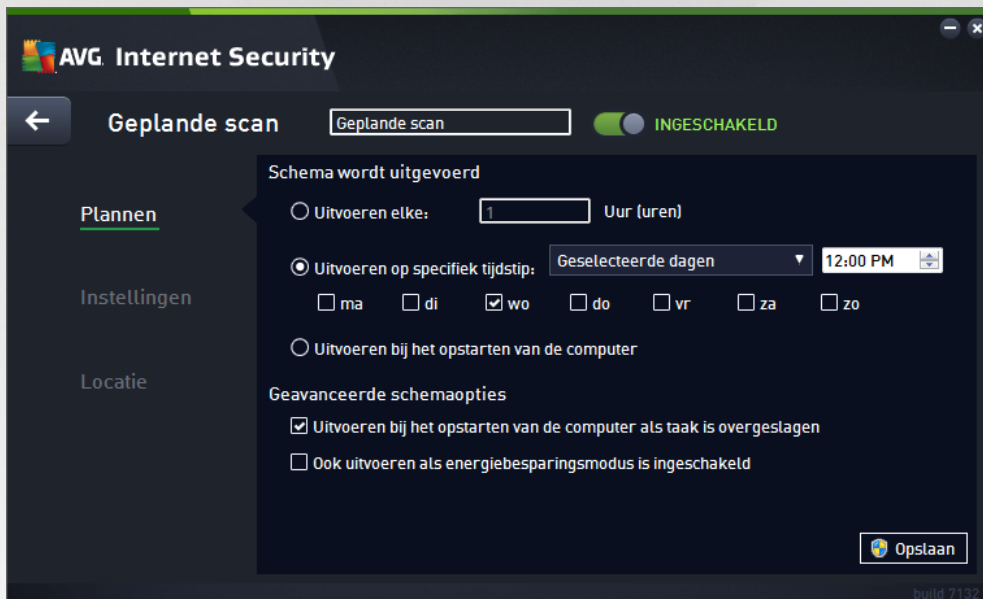 AVG Internet Security
Geplande scan
Geplande scan
INGESCHAKELD
Plannen
Instellingen
Locatie
Schema wordt uitgevoerd
Uitvoeren elke: 1 Uur (uren)
Uitvoeren op specifiek tijdstip: Geselecteerde dagen 12:00 PM
ma di wo do vr za zo
Uitvoeren bij het opstarten van de computer
Geavanceerde schemaopties
Uitvoeren bij het opstarten van de computer als taak is overgeslagen
Ook uitvoeren als energiebesparingsmodus is ingeschakeld
Opslaan
build 7132